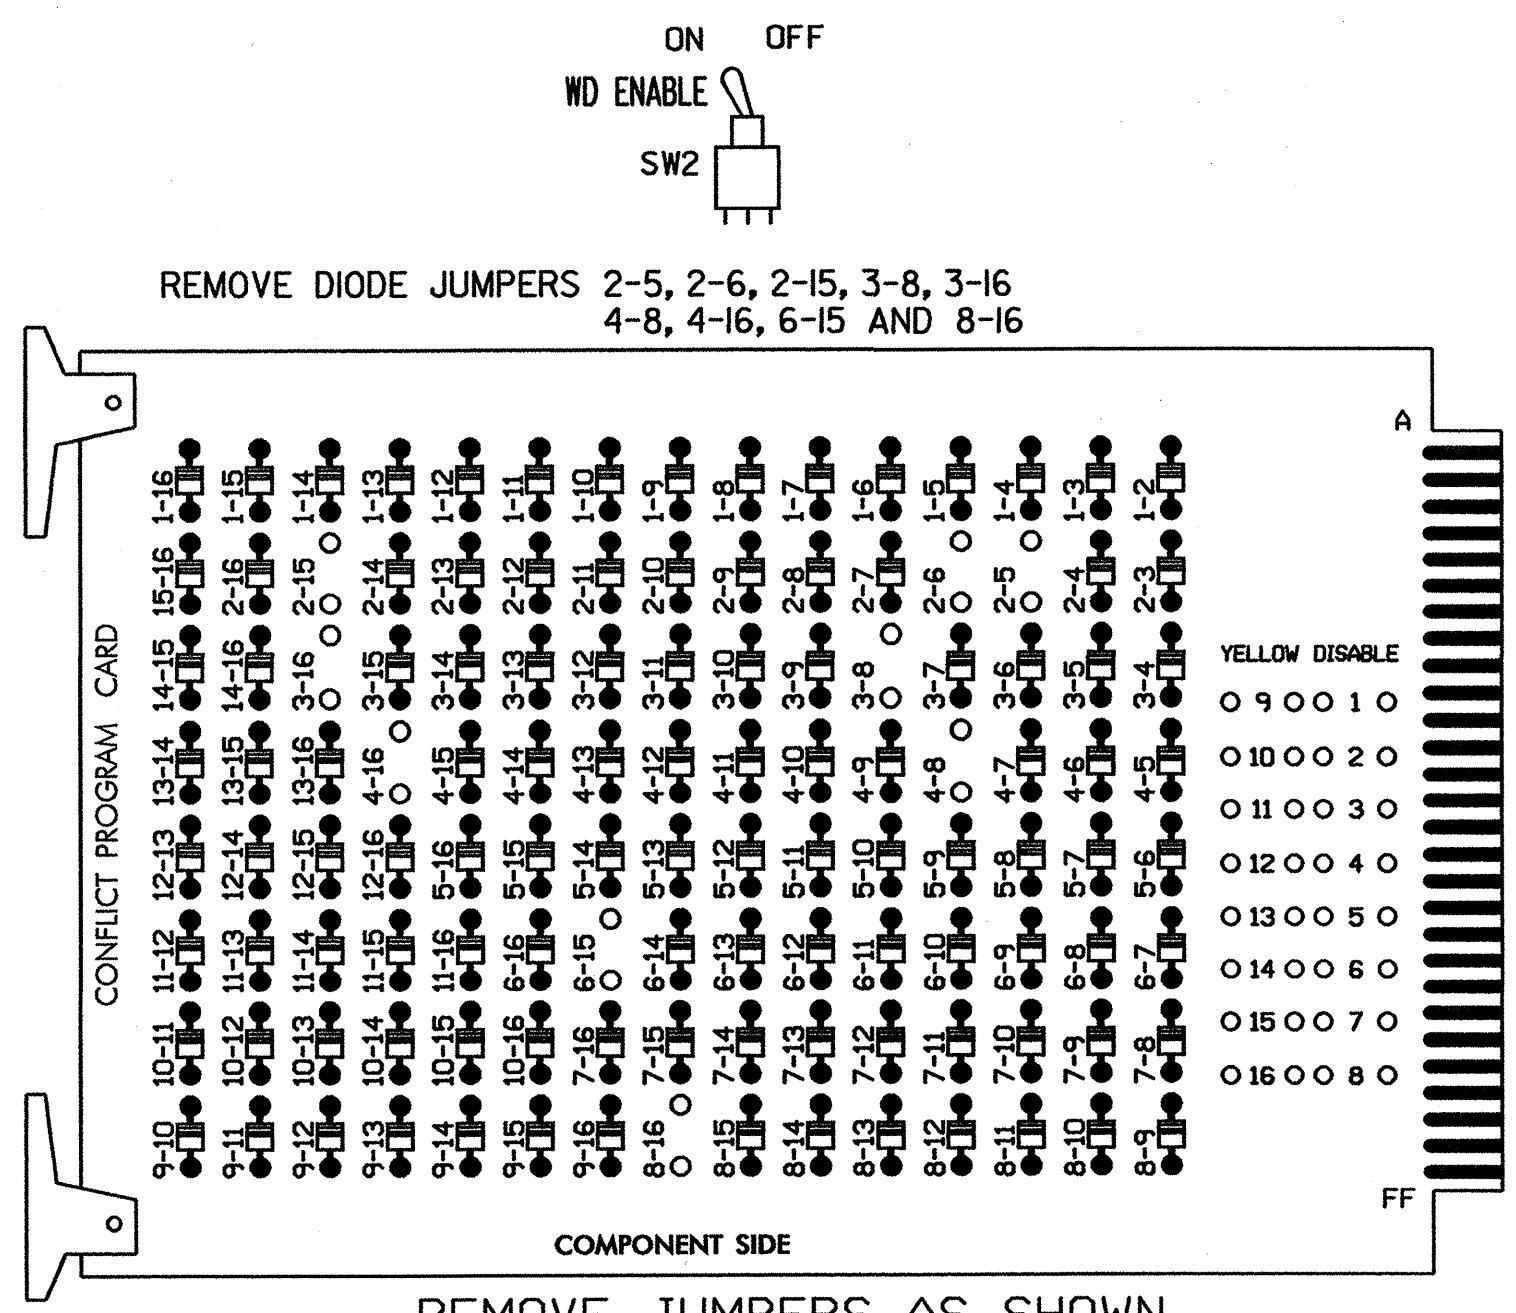 ON OFF
WD ENABLE
SW2
REMOVE DIODE JUMPERS 2-5, 2-6, 2-15, 3-8, 3-16
4-8, 4-16, 6-15 AND 8-16
A
1-16 1-15 1-14 1-13 1-12 1-11 1-10 1-9 1-8 1-7 1-6 1-5 1-4 1-3 1-2
15-16 2-16 2-15 2-14 2-13 2-12 2-11 2-10 2-9 2-8 2-7 2-6 2-5 2-4 2-3
14-15 14-16 3-16 3-15 3-14 3-13 3-12 3-11 3-10 3-9 3-8 3-7 3-6 3-5 3-4
13-14 13-15 13-16 4-16 4-15 4-14 4-13 4-12 4-11 4-10 4-9 4-8 4-7 4-6 4-5
12-13 12-14 12-15 12-16 5-16 5-15 5-14 5-13 5-12 5-11 5-10 5-9 5-8 5-7 5-6
11-12 11-13 11-14 11-15 11-16 6-16 6-15 6-14 6-13 6-12 6-11 6-10 6-9 6-8 6-7
10-11 10-12 10-13 10-14 10-15 10-16 7-16 7-15 7-14 7-13 7-12 7-11 7-10 7-9 7-8
9-10 9-11 9-12 9-13 9-14 9-15 9-16 8-16 8-15 8-14 8-13 8-12 8-11 8-10 8-9
CONFLICT PROGRAM CARD
YELLOW DISABLE
9 1
10 2
11 3
12 4
13 5
14 6
15 7
16 8
FF
COMPONENT SIDE
REMOVE JUMPERS AS SHOWN